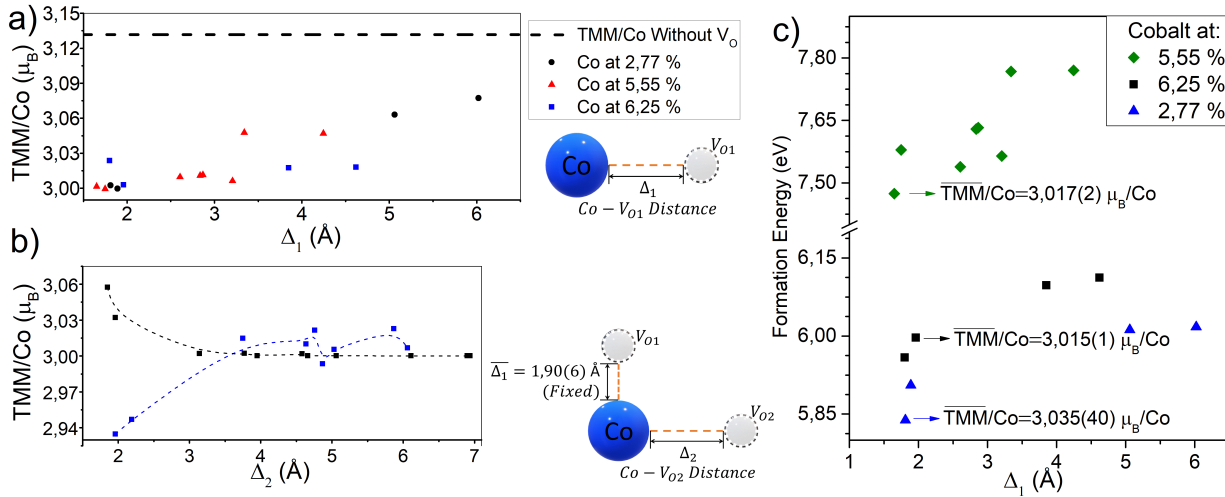 a)
3,15
3,12
3,09
3,06
3,03
3,00
TMM/Co (μB)
2
3
4
5
6
Δ1 (Å)
TMM/Co Without VO
Co at 2,77 %
Co at 5,55 %
Co at 6,25 %
Co
VO1
Δ1
Co − VO1 Distance
b)
3,06
3,03
3,00
2,97
2,94
TMM/Co (μB)
2
3
4
5
6
7
Δ2 (Å)
VO1
Δ1 = 1,90(6) Å
(Fixed)
Co
VO2
Δ2
Co − VO2 Distance
c)
Cobalt at:
5,55 %
6,25 %
2,77 %
7,80
7,65
7,50
6,15
6,00
5,85
Formation Energy (eV)
TMM/Co=3,017(2) μB/Co
TMM/Co=3,015(1) μB/Co
TMM/Co=3,035(40) μB/Co
1
2
3
4
5
6
Δ1 (Å)